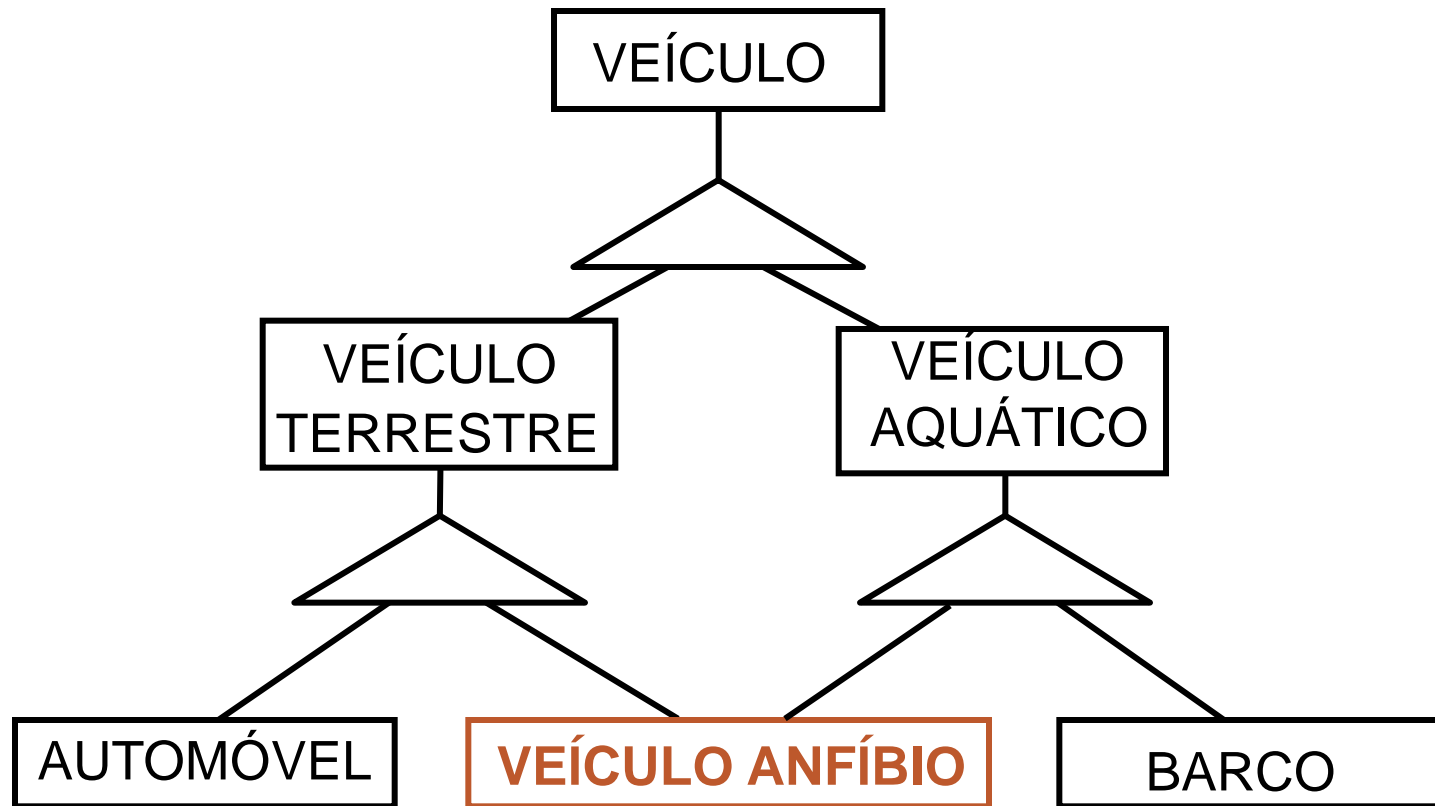 VEÍCULO
VEÍCULO
TERRESTRE
VEÍCULO
AQUÁTICO
AUTOMÓVEL
VEÍCULO ANFÍBIO
BARCO